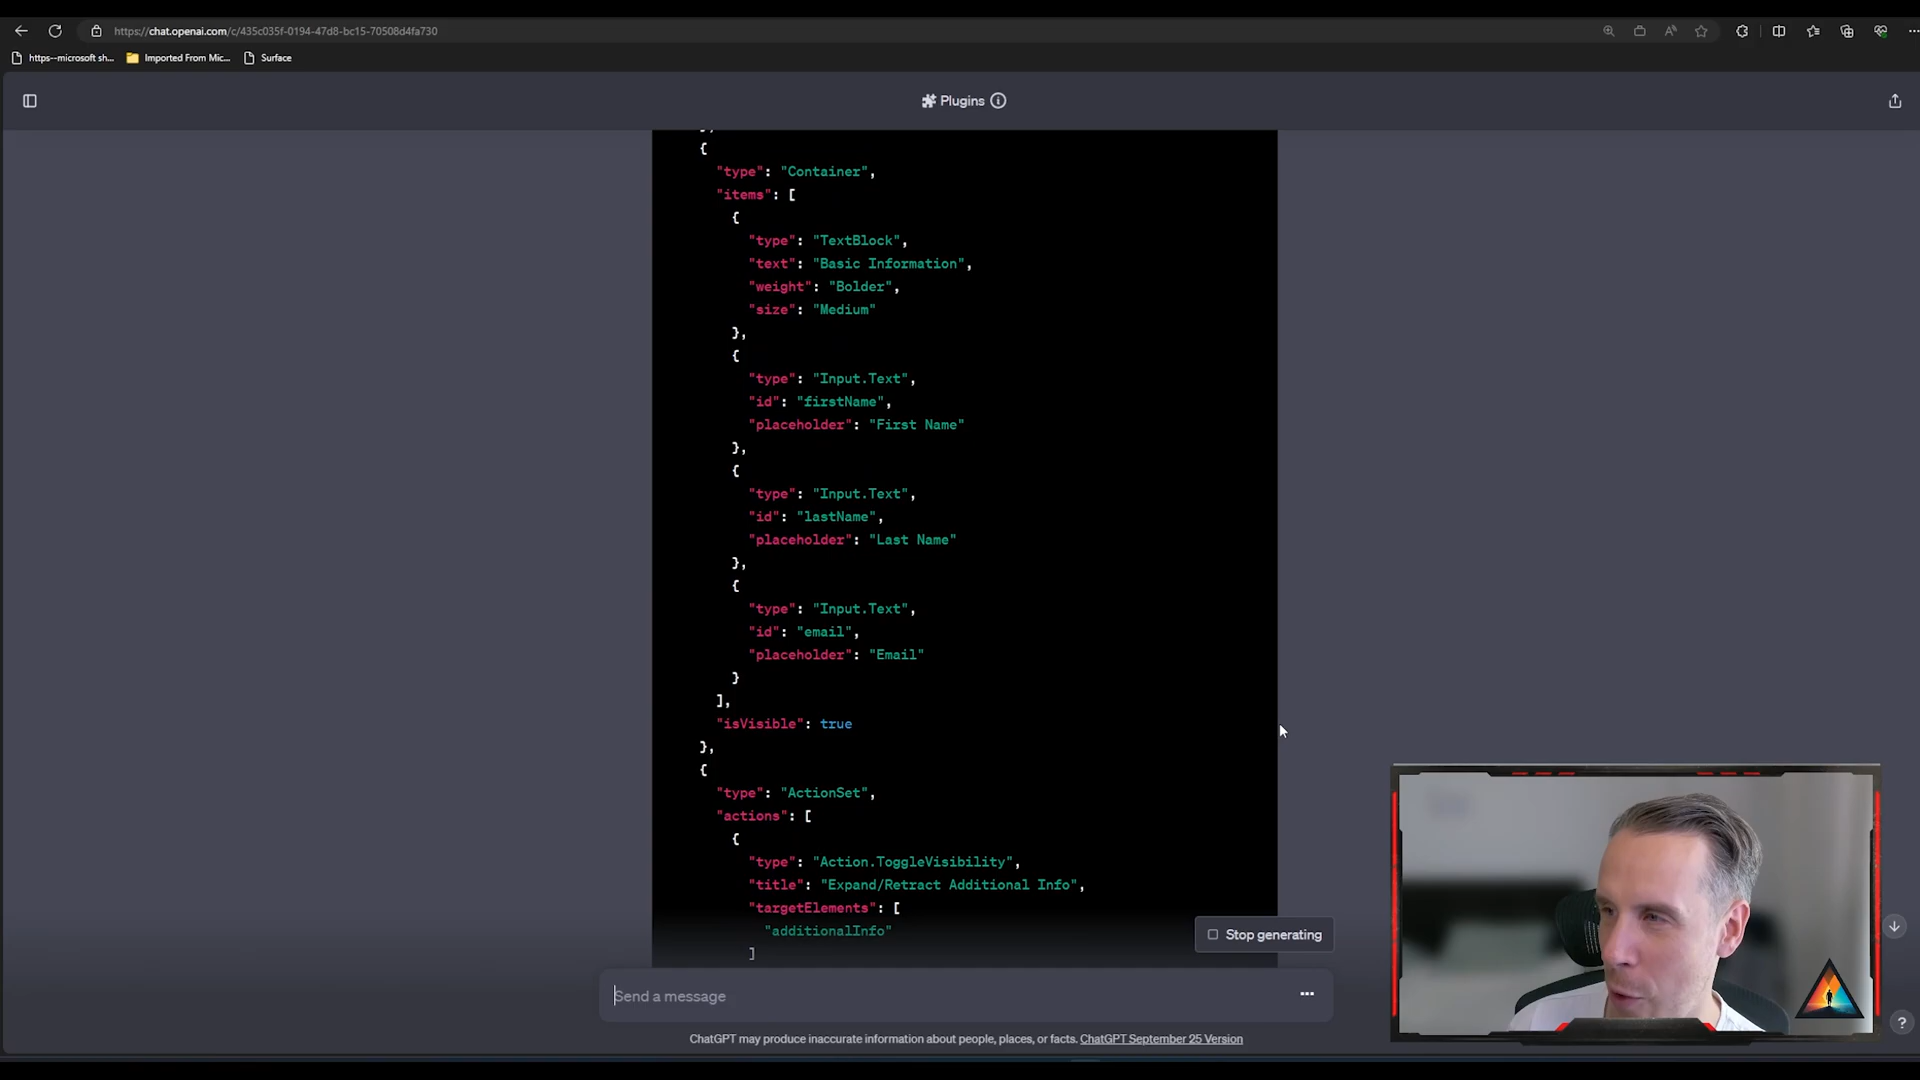 https://chat.openai.com/c/435c035f-0194-47d8-bc15-70508d4fa730
https--microsoft sh...
Imported From Mic...
Surface
Plugins
},
{
"type": "Container",
"items": [
{
"type": "TextBlock",
"text": "Basic Information",
"weight": "Bolder",
"size": "Medium"
},
{
"type": "Input.Text",
"id": "firstName",
"placeholder": "First Name"
},
{
"type": "Input.Text",
"id": "lastName",
"placeholder": "Last Name"
},
{
"type": "Input.Text",
"id": "email",
"placeholder": "Email"
}
],
"isVisible": true
},
{
"type": "ActionSet",
"actions": [
{
"type": "Action.ToggleVisibility",
"title": "Expand/Retract Additional Info",
"targetElements": [
"additionalInfo"
]
Stop generating
Send a message
ChatGPT may produce inaccurate information about people, places, or facts. ChatGPT September 25 Version
?